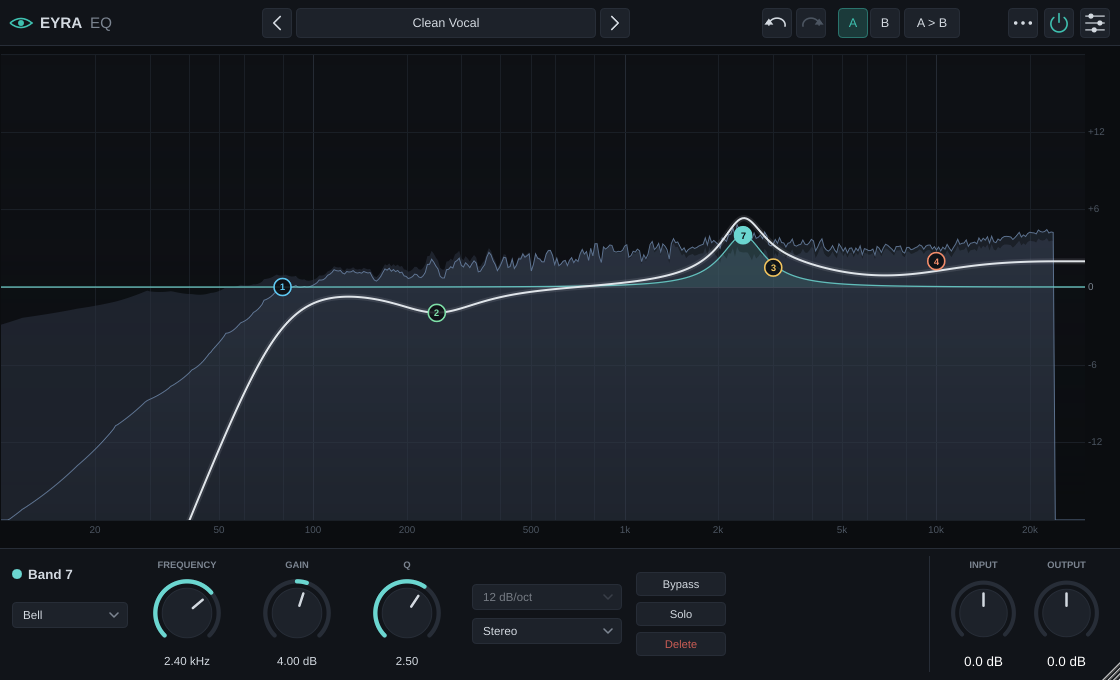 EYRA EQ
Clean Vocal
A
B
A > B
+12
+6
0
-6
-12
1
2
7
3
4
20
50
100
200
500
1k
2k
5k
10k
20k
Band 7
Bell
FREQUENCY
2.40 kHz
GAIN
4.00 dB
Q
2.50
12 dB/oct
Stereo
Bypass
Solo
Delete
INPUT
0.0 dB
OUTPUT
0.0 dB